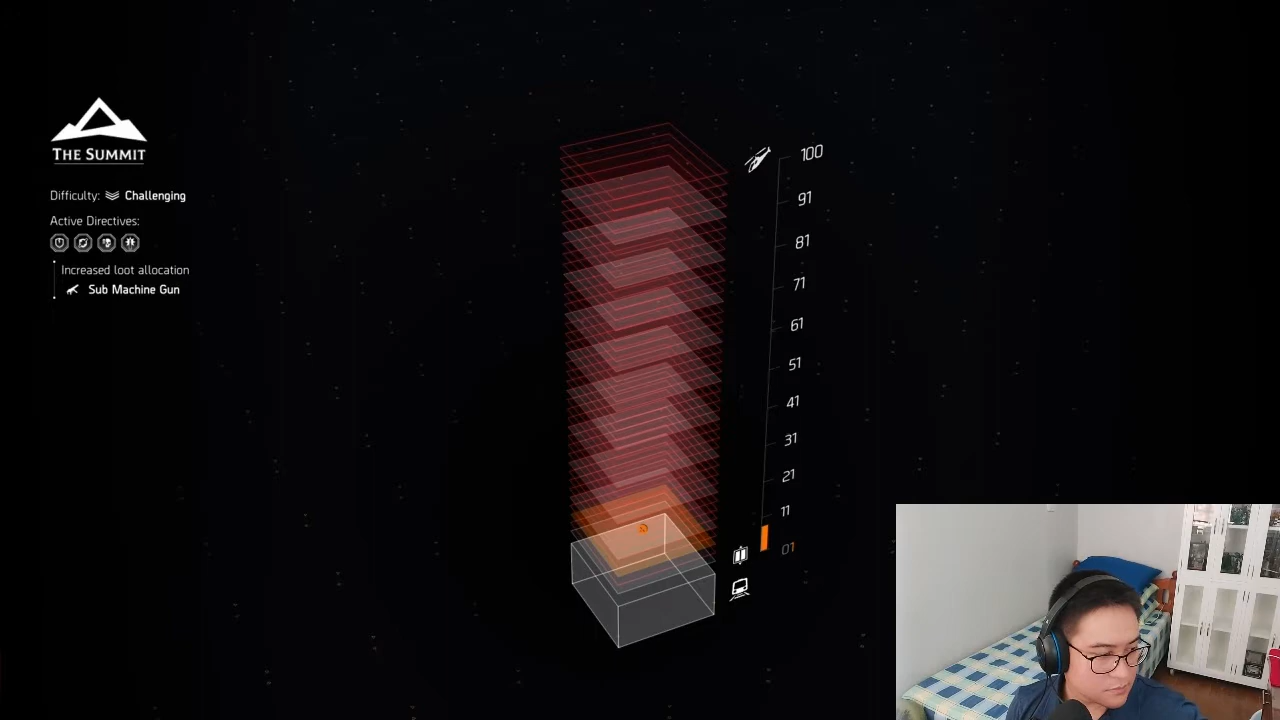 THE SUMMIT
Difficulty: Challenging
Active Directives:
Increased loot allocation
Sub Machine Gun
100
91
81
71
61
51
41
31
21
11
01